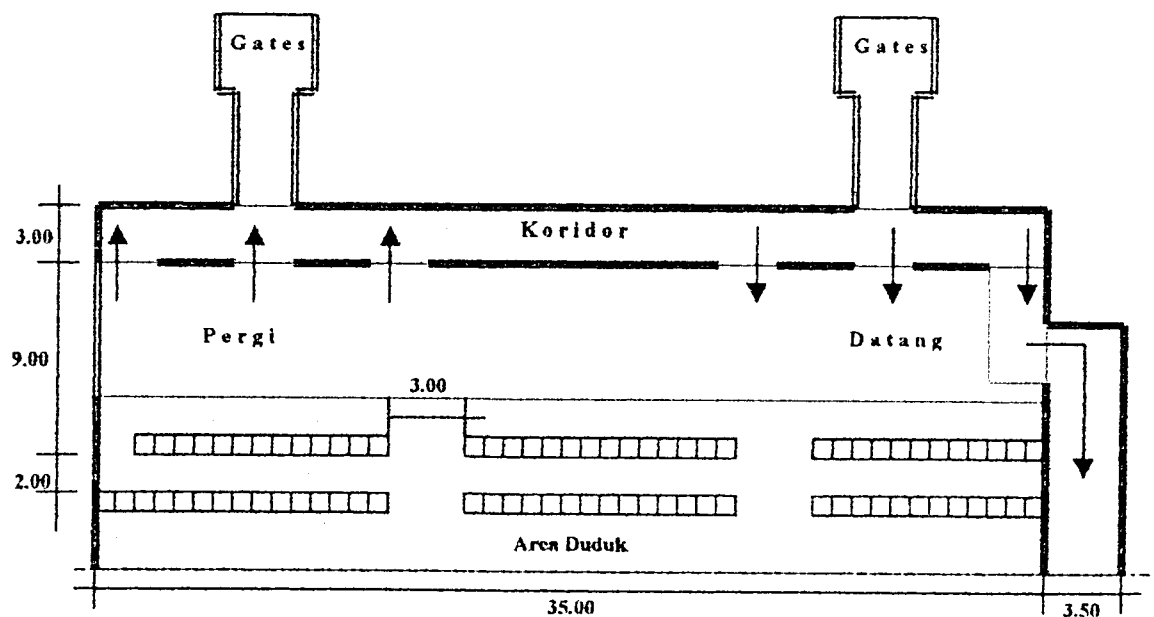 Gates
Gates
3.00
Koridor
Pergi
Datang
9.00
3.00
2.00
Area Duduk
35.00
3.50